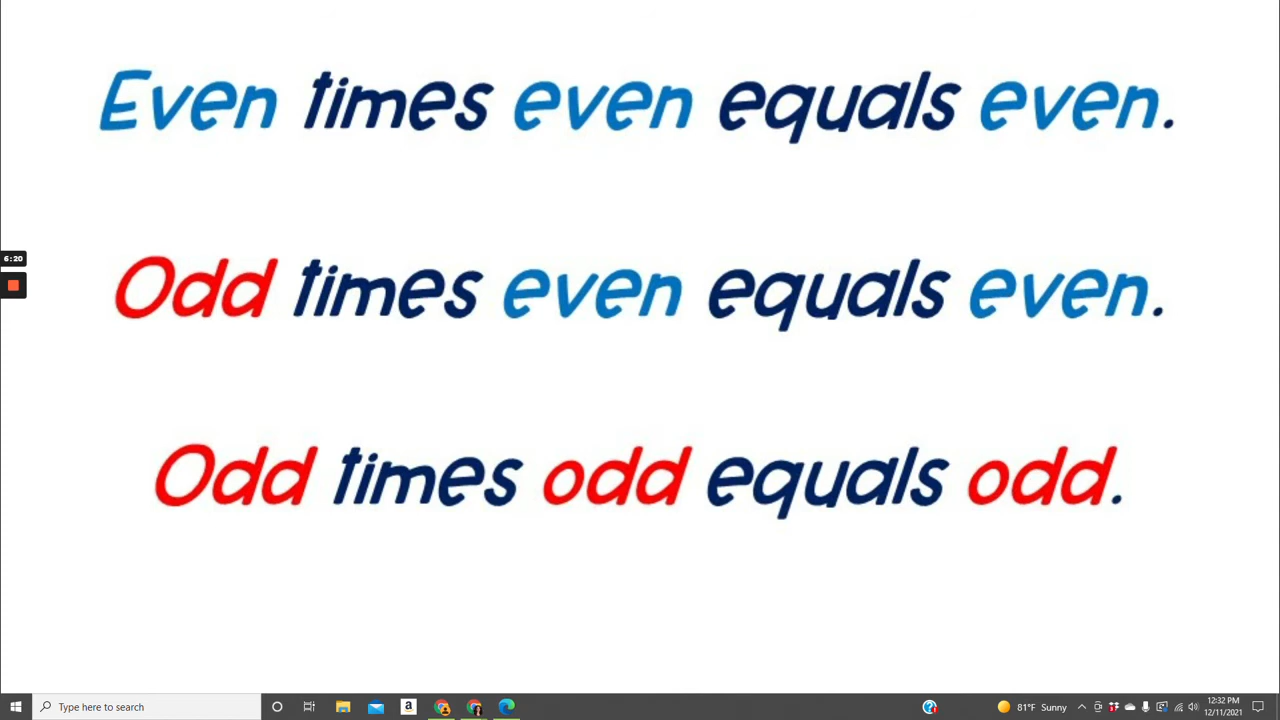 Even times even equals even.
6:20
Odd times even equals even.
Odd times odd equals odd.
Type here to search
a
81°F Sunny
12:32 PM
12/11/2021